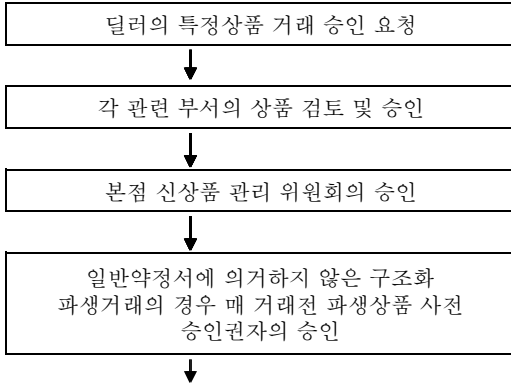 딜러의 특정상품 거래 승인 요청
각 관련 부서의 상품 검토 및 승인
본점 신상품 관리 위원회의 승인
일반약정서에 의거하지 않은 구조화
파생거래의 경우 매 거래전 파생상품 사전
승인권자의 승인